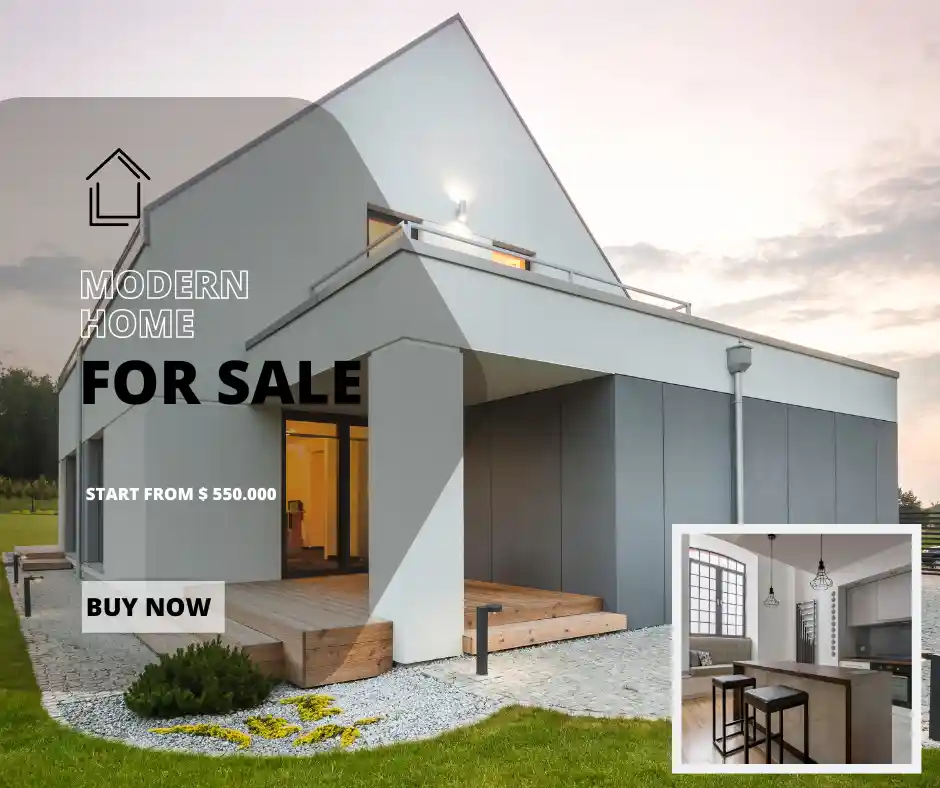 MODERN
HOME
FOR SALE
START FROM $ 550.000
BUY NOW